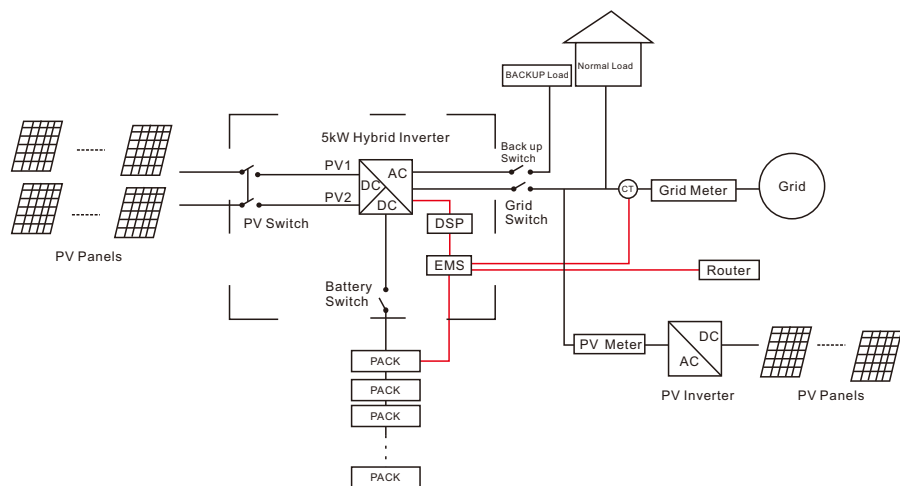 BACKUP Load
Normal Load
5kW Hybrid Inverter
Back up
Switch
PV1
AC
DC
PV2
DC
CT
Grid Meter
Grid
PV Switch
DSP
Grid
Switch
PV Panels
EMS
Router
Battery
Switch
PACK
PV Meter
DC
AC
PACK
PV Inverter
PV Panels
PACK
PACK